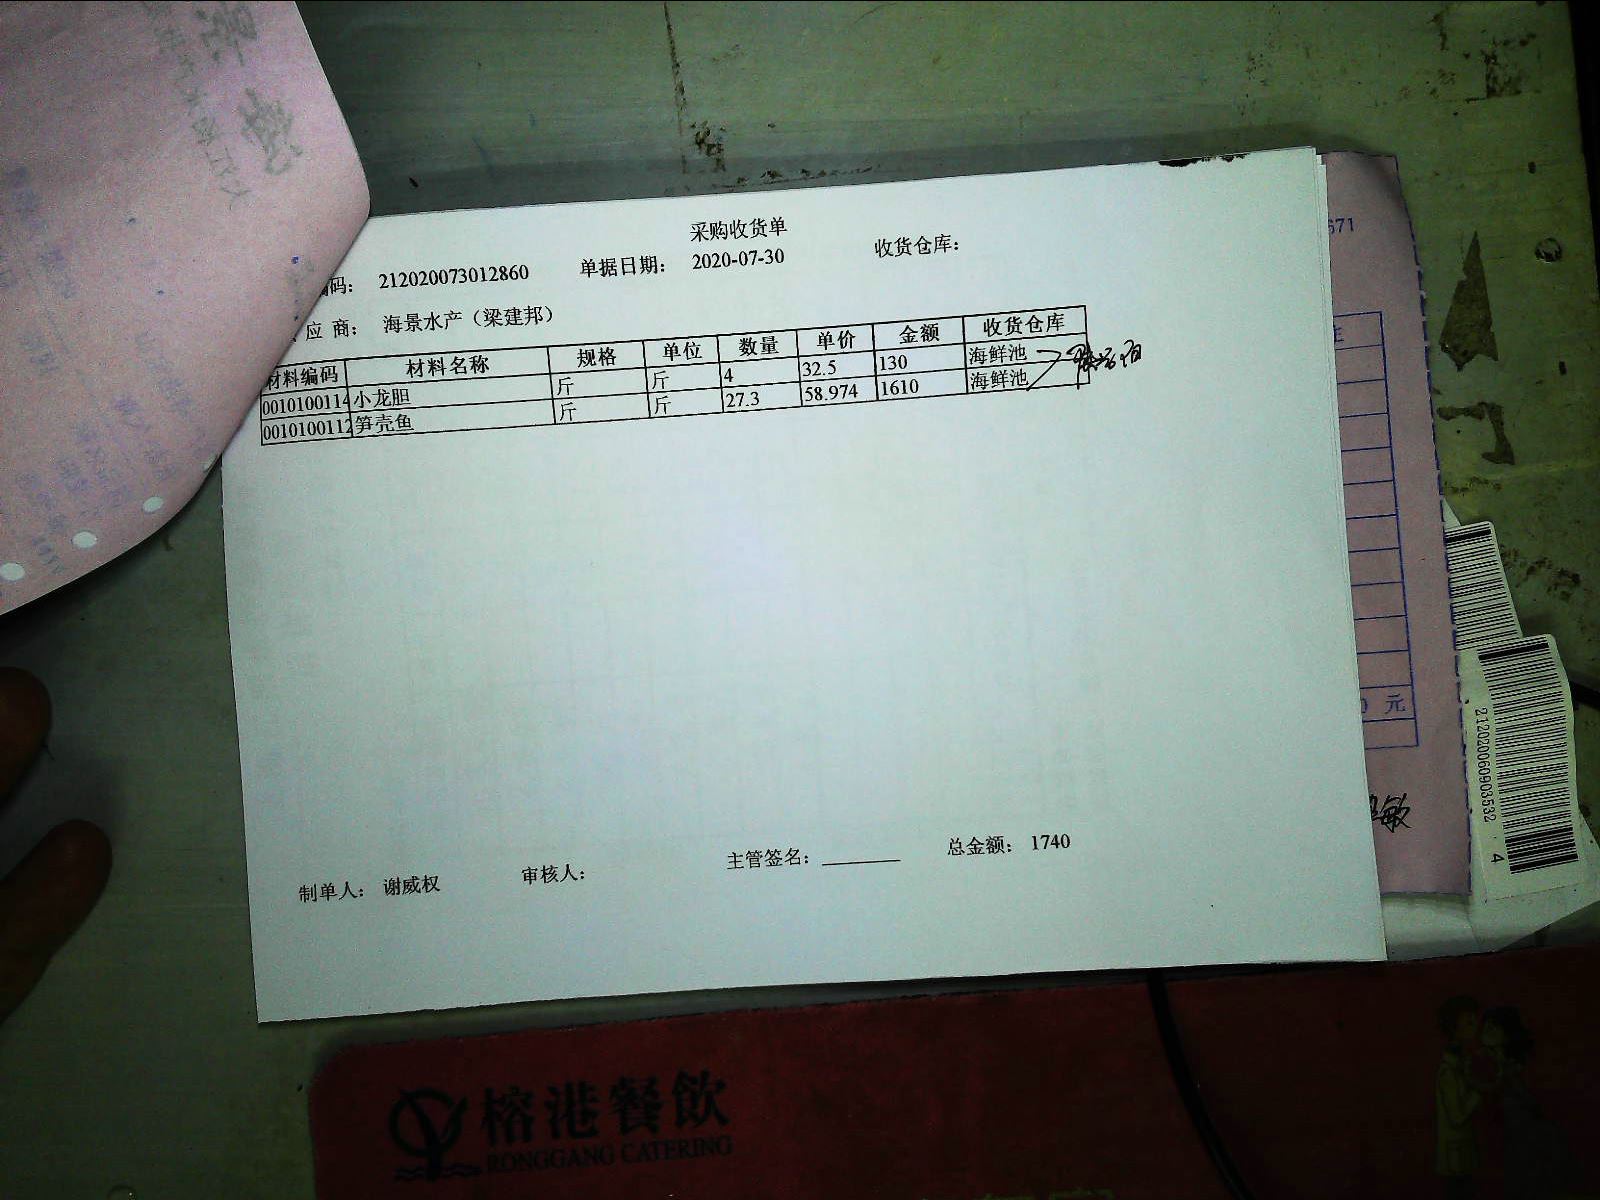 采购收货单
编码： 212020073012860 单据日期： 2020-07-30 收货仓库：
应 商： 海景水产（梁建邦）
材料编码 材料名称 规格 单位 数量 单价 金额 收货仓库
0010100114 小龙胆 斤 斤 4 32.5 130 海鲜池
0010100112 笋壳鱼 斤 斤 27.3 58.974 1610 海鲜池
制单人： 谢威权 审核人： 主管签名：________ 总金额： 1740
671
元
敏
212020060903532 4
榕港餐飲
RONGGANG CATERING